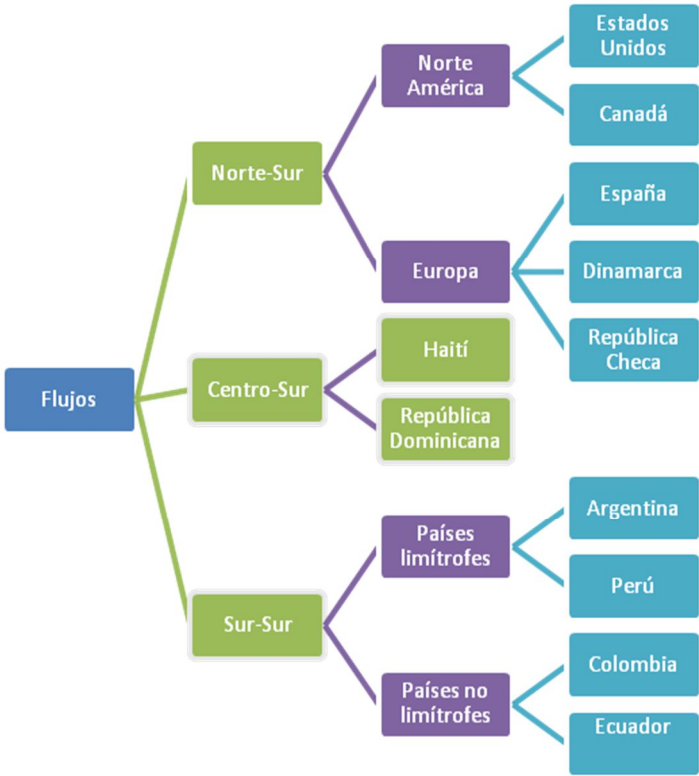 Flujos
Norte-Sur
Norte
América
Estados
Unidos
Canadá
Europa
España
Dinamarca
República
Checa
Centro-Sur
Haití
República
Dominicana
Sur-Sur
Países
limítrofes
Argentina
Perú
Países no
limítrofes
Colombia
Ecuador